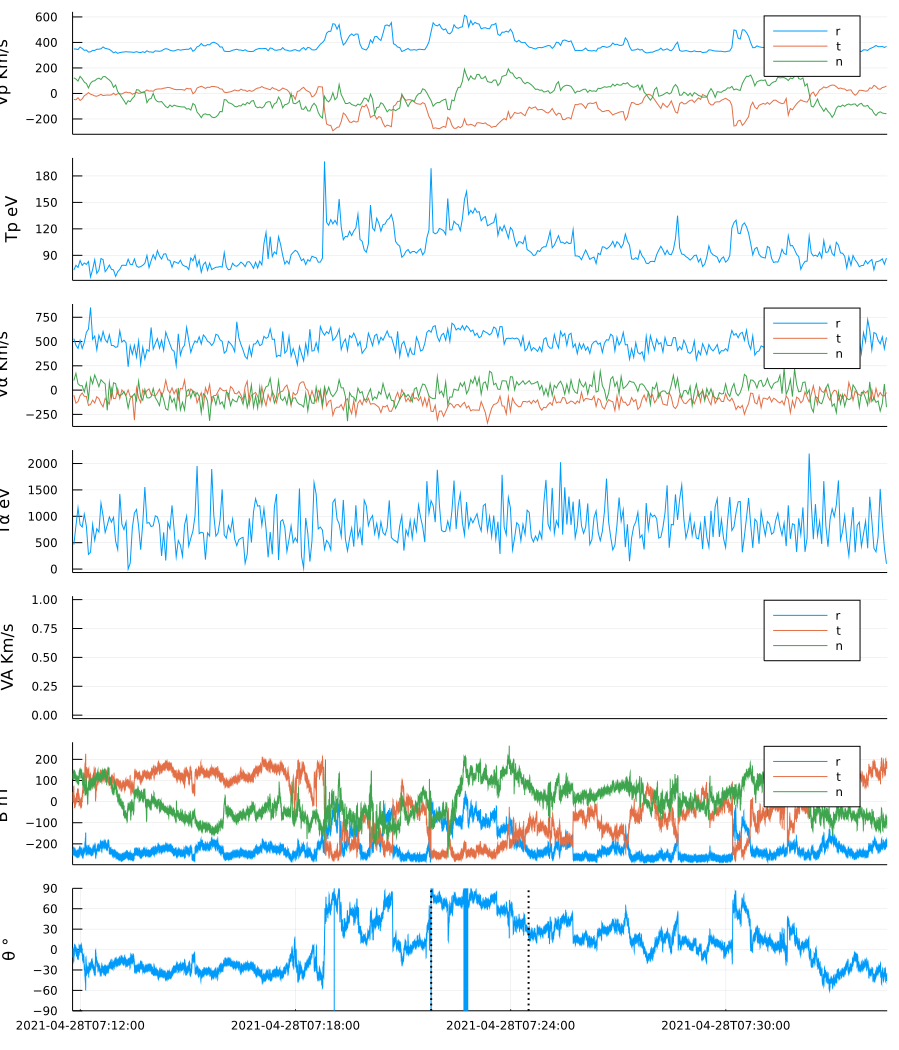 Vp Km/s
600
400
200
0
−200
r
t
n
Tp eV
180
150
120
90
Vα Km/s
750
500
250
0
−250
r
t
n
Tα eV
2000
1500
1000
500
0
VA Km/s
1.00
0.75
0.50
0.25
0.00
r
t
n
B nT
200
100
0
−100
−200
r
t
n
θ °
90
60
30
0
−30
−60
−90
2021-04-28T07:12:00
2021-04-28T07:18:00
2021-04-28T07:24:00
2021-04-28T07:30:00